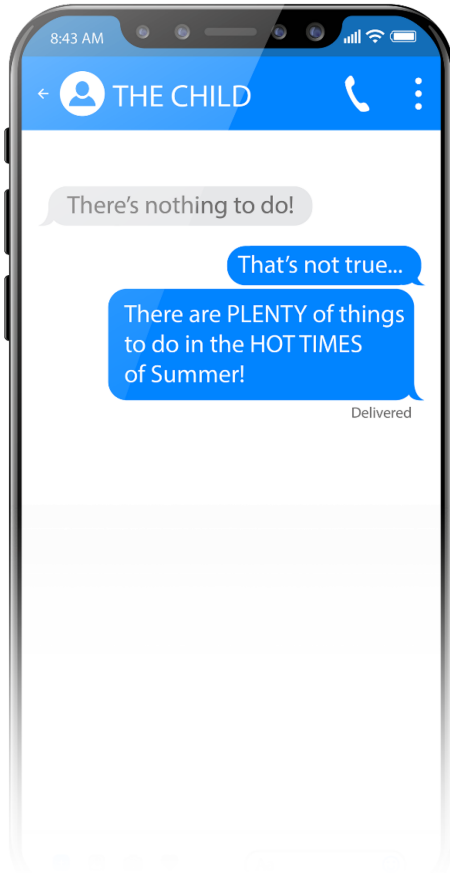 8:43 AM
THE CHILD
There’s nothing to do!
That’s not true...
There are PLENTY of things
to do in the HOT TIMES
of Summer!
Delivered